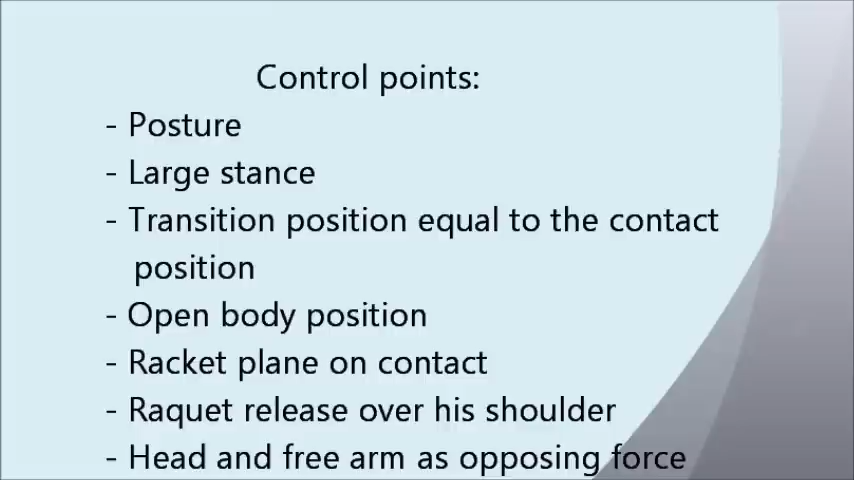 Control points:
- Posture
- Large stance
- Transition position equal to the contact
position
- Open body position
- Racket plane on contact
- Raquet release over his shoulder
- Head and free arm as opposing force